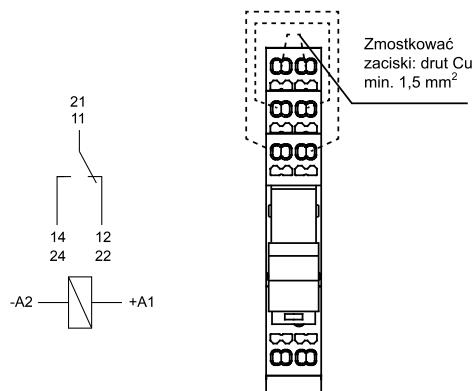 Zmostkować
zaciski: drut Cu
min. 1,5 mm²
21
11
14 12
24 22
-A2 +A1